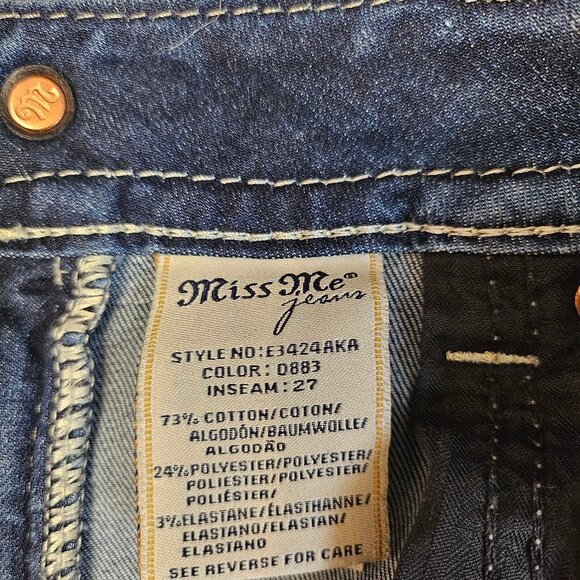 M
Miss Me®
jeans
STYLE NO:E3424AKA
COLOR: D883
INSEAM:27
73% COTTON/COTON/
ALGODÓN/BAUMWOLLE/
ALGODÃO
24%POLYESTER/POLYESTER/
POLIÉSTER/POLYESTER/
POLIÉSTER/
3%ELASTANE/ÉLASTHANNE/
ELASTANO/ELASTAN/
ELASTANO
SEE REVERSE FOR CARE